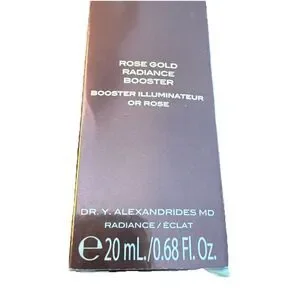 ROSE GOLD
RADIANCE
BOOSTER
BOOSTER ILLUMINATEUR
OR ROSE
DR. Y. ALEXANDRIDES MD
RADIANCE / ÉCLAT
℮20 mL./0.68 Fl. Oz.